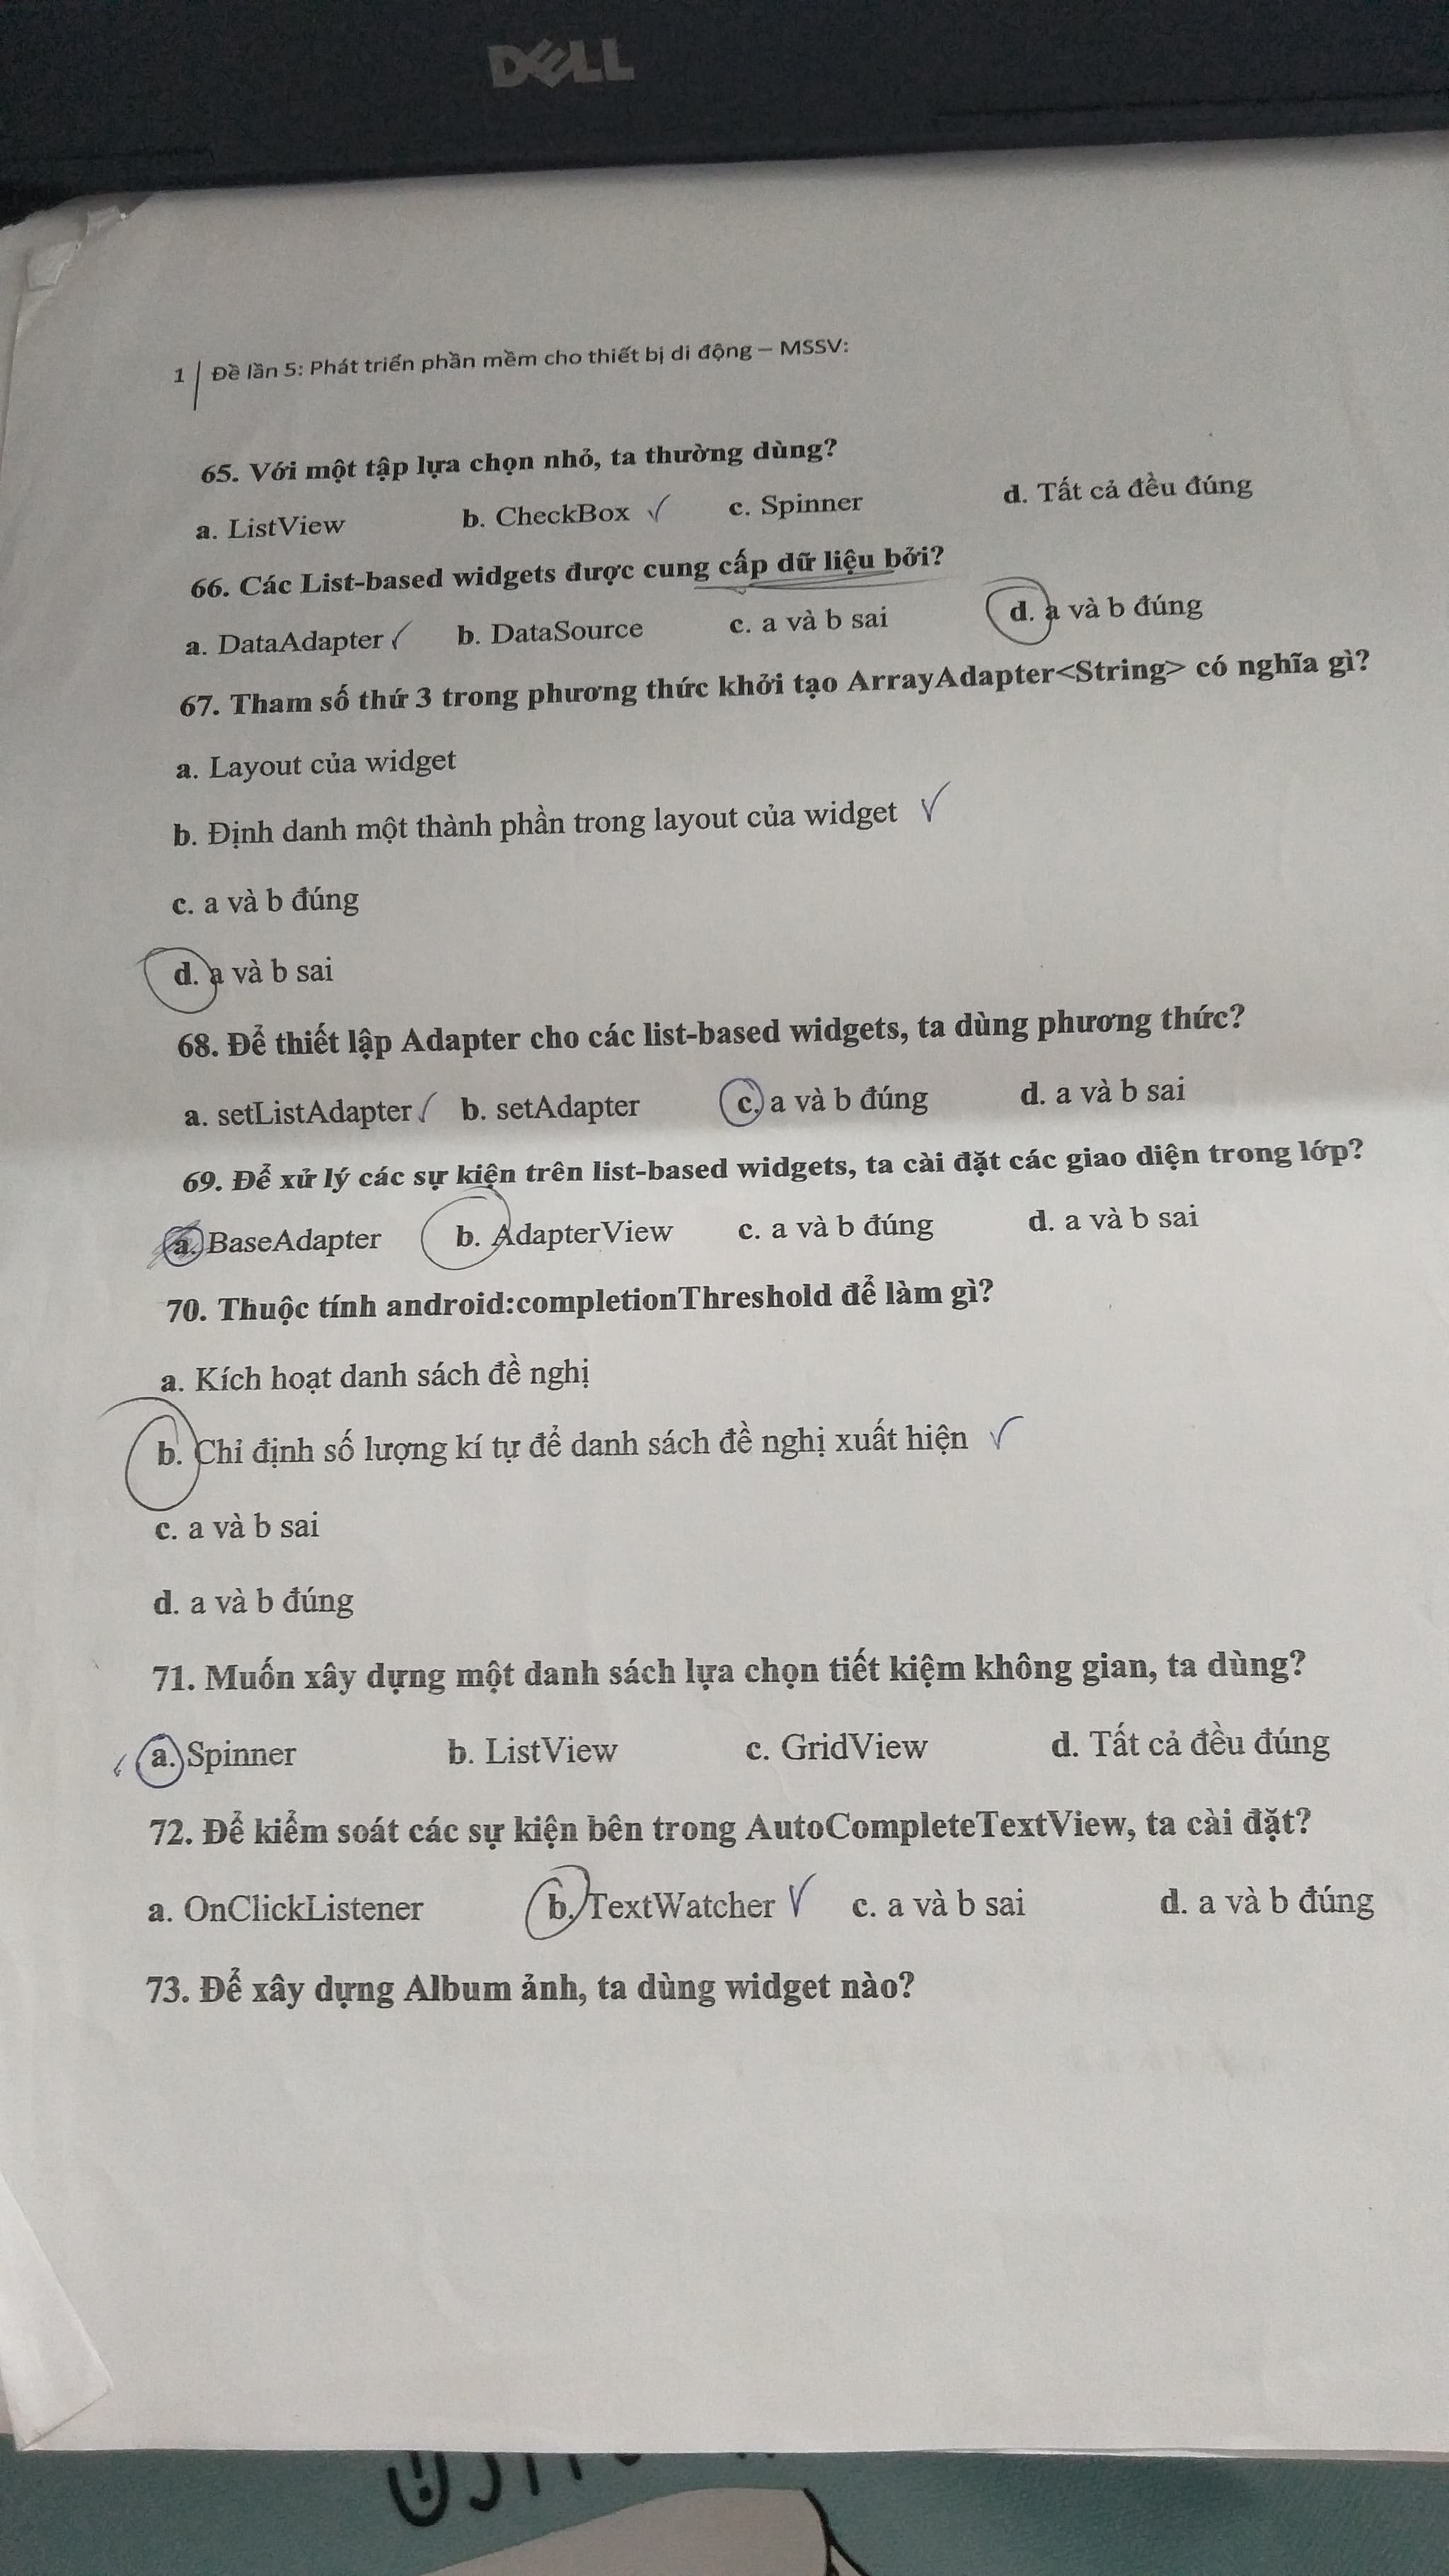 DELL
1 Đề lần 5: Phát triển phần mềm cho thiết bị di động – MSSV:
65. Với một tập lựa chọn nhỏ, ta thường dùng?
a. ListView b. CheckBox ✓ c. Spinner d. Tất cả đều đúng
66. Các List-based widgets được cung cấp dữ liệu bởi?
a. DataAdapter ✓ b. DataSource c. a và b sai d. a và b đúng
67. Tham số thứ 3 trong phương thức khởi tạo ArrayAdapter<String> có nghĩa gì?
a. Layout của widget
b. Định danh một thành phần trong layout của widget ✓
c. a và b đúng
d. a và b sai
68. Để thiết lập Adapter cho các list-based widgets, ta dùng phương thức?
a. setListAdapter ✓ b. setAdapter c. a và b đúng d. a và b sai
69. Để xử lý các sự kiện trên list-based widgets, ta cài đặt các giao diện trong lớp?
a. BaseAdapter b. AdapterView c. a và b đúng d. a và b sai
70. Thuộc tính android:completionThreshold để làm gì?
a. Kích hoạt danh sách đề nghị
b. Chỉ định số lượng kí tự để danh sách đề nghị xuất hiện ✓
c. a và b sai
d. a và b đúng
71. Muốn xây dựng một danh sách lựa chọn tiết kiệm không gian, ta dùng?
✓ a. Spinner b. ListView c. GridView d. Tất cả đều đúng
72. Để kiểm soát các sự kiện bên trong AutoCompleteTextView, ta cài đặt?
a. OnClickListener b. TextWatcher ✓ c. a và b sai d. a và b đúng
73. Để xây dựng Album ảnh, ta dùng widget nào?